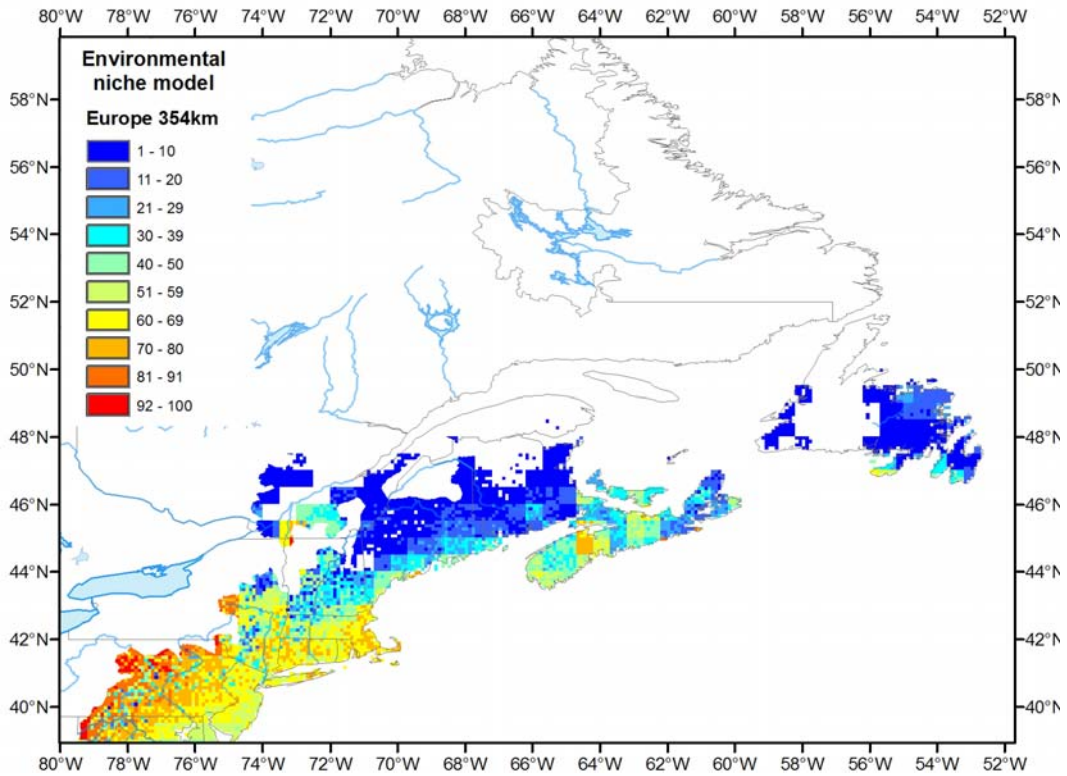 80°W 78°W 76°W 74°W 72°W 70°W 68°W 66°W 64°W 62°W 60°W 58°W 56°W 54°W 52°W
Environmental
niche model
Europe 354km
1 - 10
11 - 20
21 - 29
30 - 39
40 - 50
51 - 59
60 - 69
70 - 80
81 - 91
92 - 100
58°N
56°N
54°N
52°N
50°N
48°N
46°N
44°N
42°N
40°N
58°N
56°N
54°N
52°N
50°N
48°N
46°N
44°N
42°N
40°N
80°W 78°W 76°W 74°W 72°W 70°W 68°W 66°W 64°W 62°W 60°W 58°W 56°W 54°W 52°W